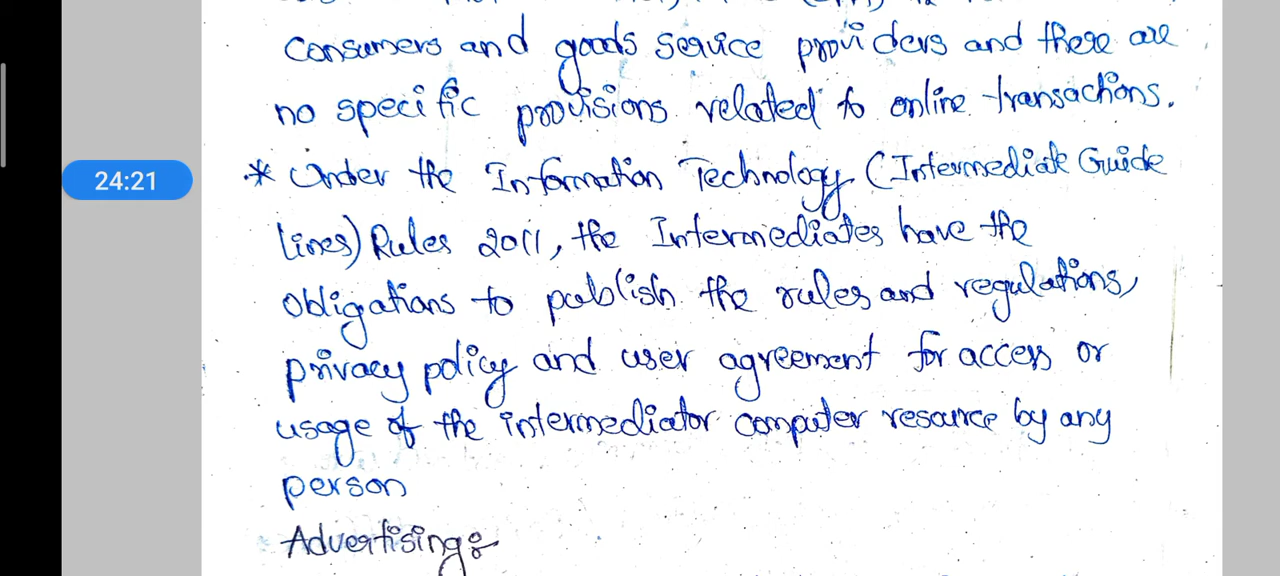 Consumers and goods service providers and there are
no specific provisions related to online transactions.
24:21
* Under the Information Technology (Intermediate Guide
lines) Rules 2011, the Intermediates have the
obligations to publish the rules and regulations,
privacy policy and user agreement for access or
usage of the intermediator computer resource by any
person
Advertising: